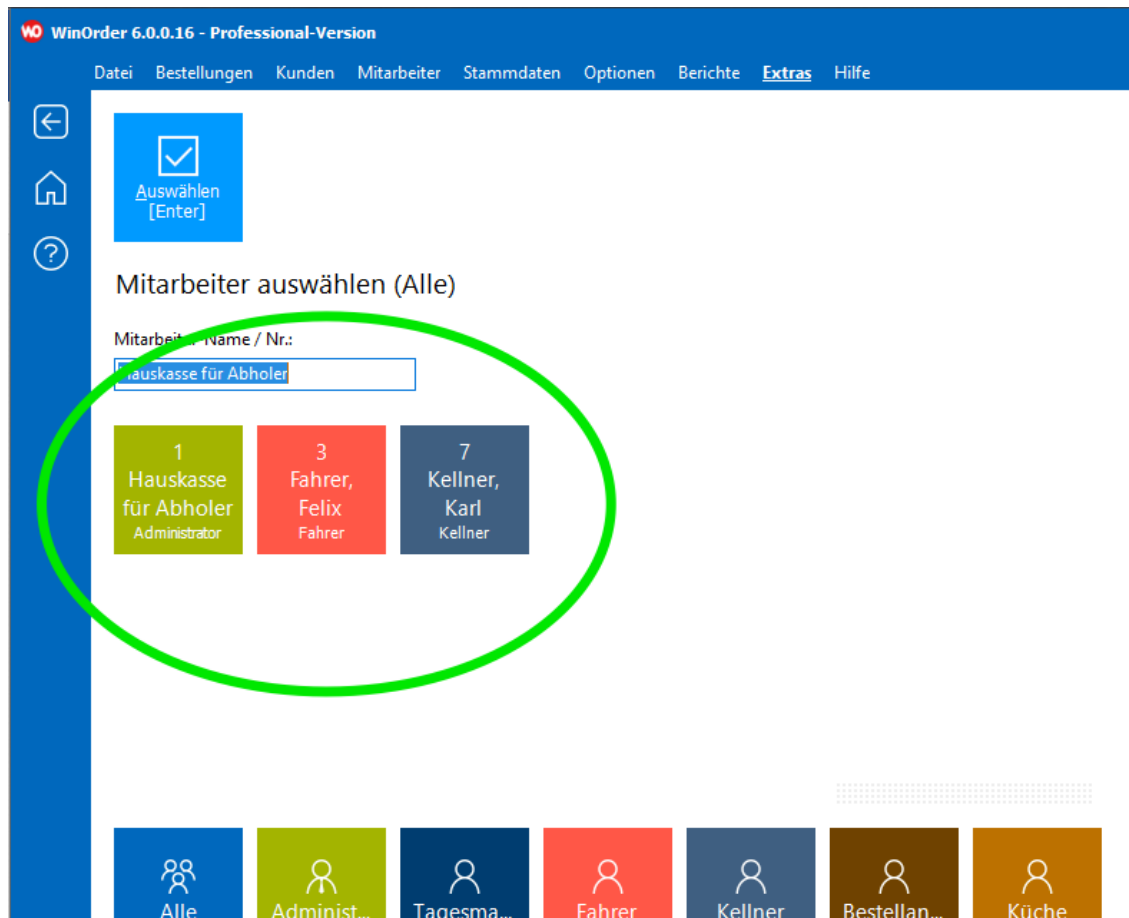 WO WinOrder 6.0.0.16 - Professional-Version
Datei Bestellungen Kunden Mitarbeiter Stammdaten Optionen Berichte Extras Hilfe
Auswählen
[Enter]
Mitarbeiter auswählen (Alle)
Mitarbeiter Name / Nr.:
Hauskasse für Abholer
1
Hauskasse
für Abholer
Administrator
3
Fahrer,
Felix
Fahrer
7
Kellner,
Karl
Kellner
Alle
Administ...
Tagesma...
Fahrer
Kellner
Bestellan...
Küche